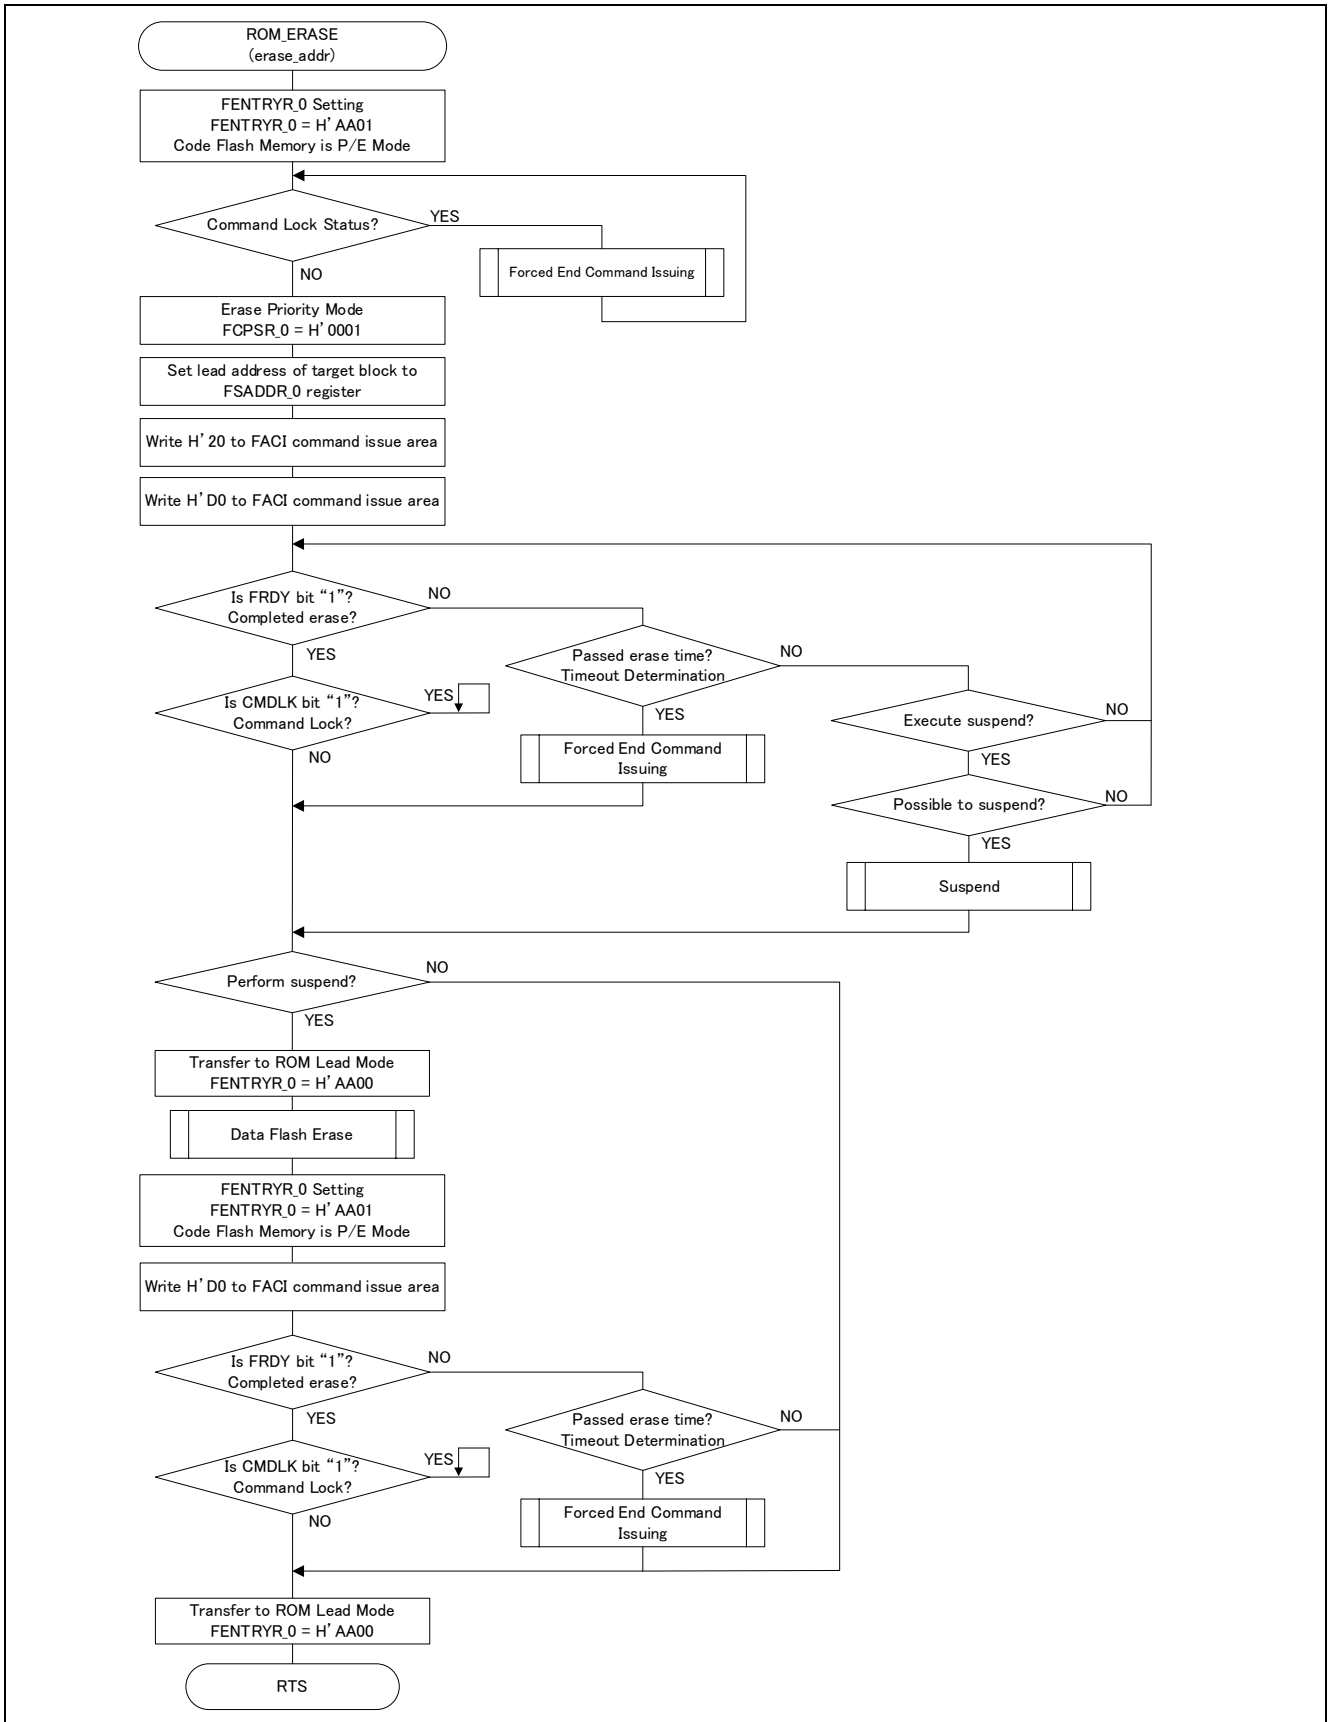 ROM_ERASE
(erase_addr)
FENTRYR_0 Setting
FENTRYR_0 = H'AA01
Code Flash Memory is P/E Mode
Command Lock Status?
YES
Forced End Command Issuing
NO
Erase Priority Mode
FCPSR_0 = H'0001
Set lead address of target block to
FSADDR_0 register
Write H'20 to FACI command issue area
Write H'D0 to FACI command issue area
Is FRDY bit “1”?
Completed erase?
NO
YES
Passed erase time?
Timeout Determination
NO
YES
Is CMDLK bit “1”?
Command Lock?
YES
NO
Forced End Command
Issuing
Execute suspend?
NO
YES
Possible to suspend?
NO
YES
Suspend
Perform suspend?
NO
YES
Transfer to ROM Lead Mode
FENTRYR_0 = H'AA00
Data Flash Erase
FENTRYR_0 Setting
FENTRYR_0 = H'AA01
Code Flash Memory is P/E Mode
Write H'D0 to FACI command issue area
Is FRDY bit “1”?
Completed erase?
NO
YES
Passed erase time?
Timeout Determination
NO
YES
Is CMDLK bit “1”?
Command Lock?
YES
NO
Forced End Command
Issuing
Transfer to ROM Lead Mode
FENTRYR_0 = H'AA00
RTS